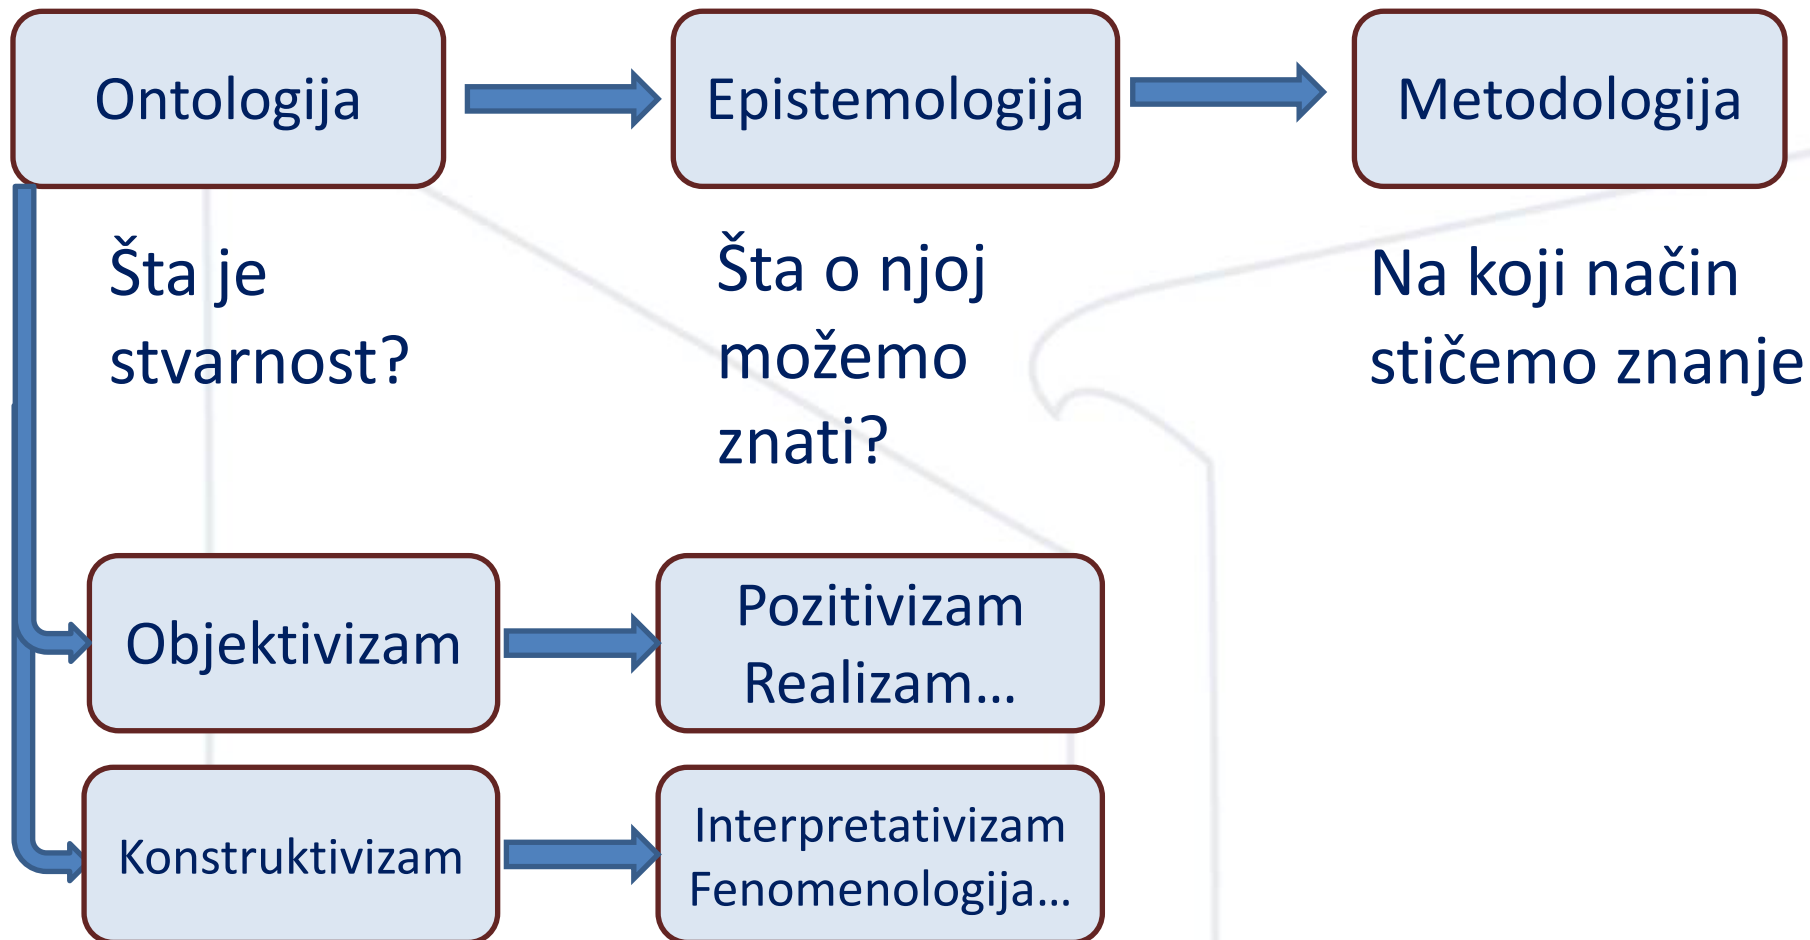 Ontologija
Epistemologija
Metodologija
Šta je
stvarnost?
Šta o njoj
možemo
znati?
Na koji način
stičemo znanje
Objektivizam
Pozitivizam
Realizam...
Konstruktivizam
Interpretativizam
Fenomenologija...